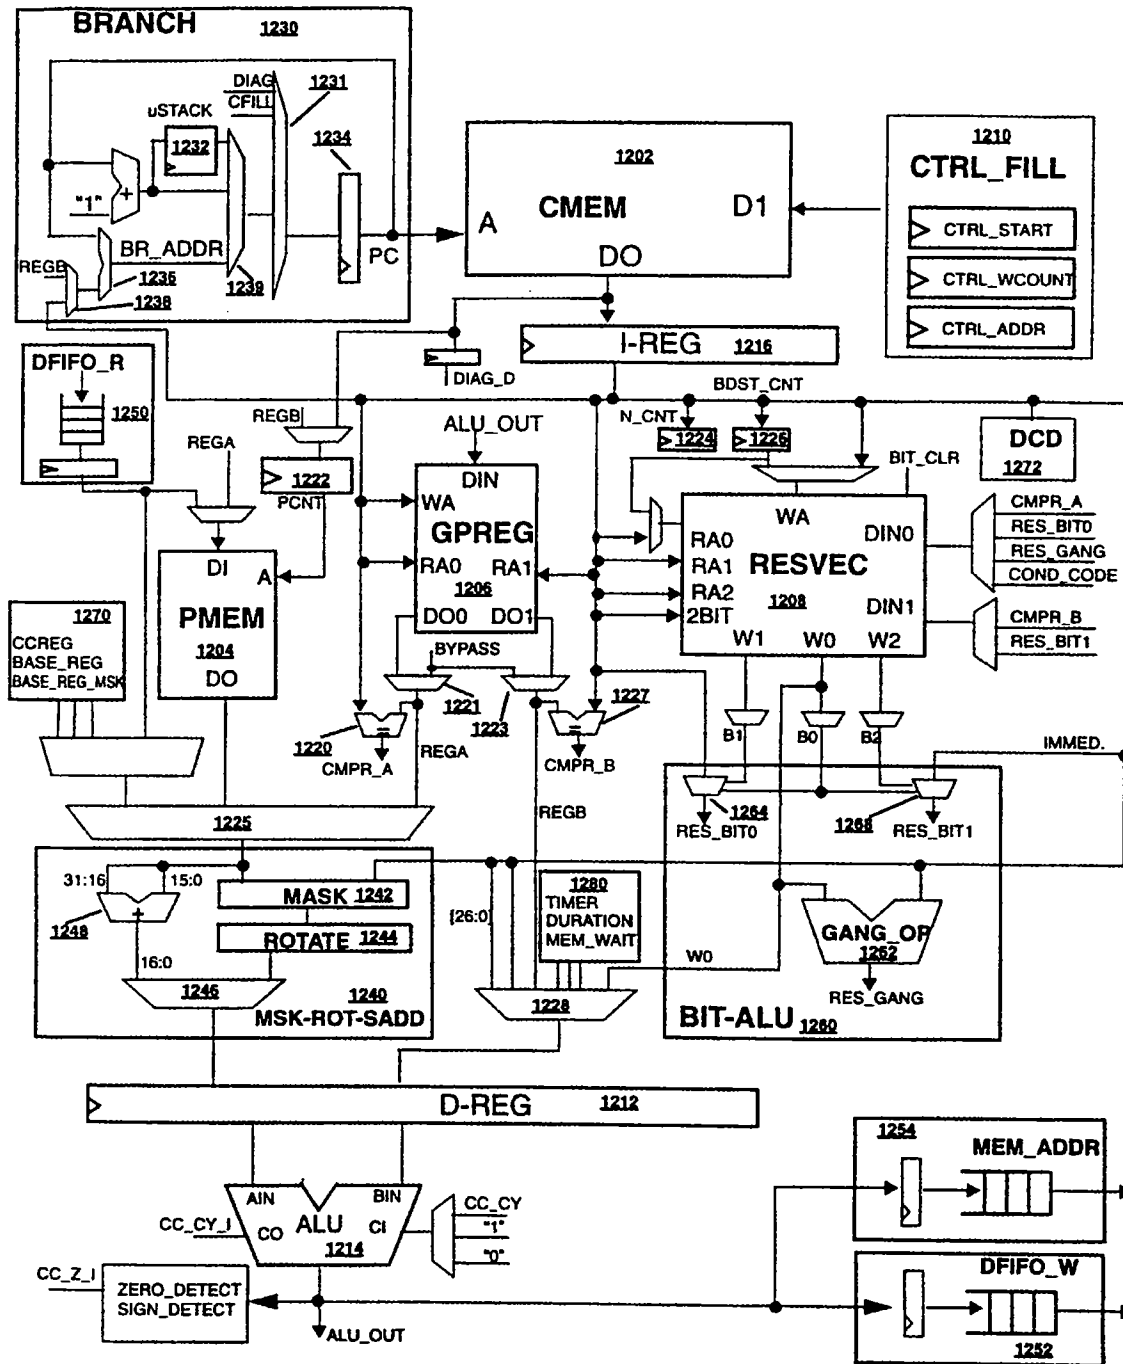 BRANCH 1230
DIAG
CFILL
1231
uSTACK
1232
1234
"1"
+
BR_ADDR
REGB
1236
1238
1239
PC
1202
CMEM
A
D1
DO
1210
CTRL_FILL
CTRL_START
CTRL_WCOUNT
CTRL_ADDR
I-REG 1216
DIAG_D
BDST_CNT
N_CNT
1224
1226
DCD
1272
BIT_CLR
DFIFO_R
1250
REGA
REGB
1222
PCNT
ALU_OUT
DIN
WA
GPREG
RA0
RA1
1206
DO0
DO1
BYPASS
1221
1223
1227
1220
CMPR_A
REGA
CMPR_B
REGB
DI
A
PMEM
1204
DO
1270
CCREG
BASE_REG
BASE_REG_MSK
1225
WA
DIN0
RA0
RA1
RESVEC
RA2
1208
2BIT
DIN1
W1
W0
W2
CMPR_A
RES_BIT0
RES_GANG
COND_CODE
CMPR_B
RES_BIT1
B1
B0
B2
IMMED.
1264
RES_BIT0
1268
RES_BIT1
GANG_OP
1262
RES_GANG
BIT-ALU 1260
31:16
15:0
MASK 1242
ROTATE 1244
1248
+
16:0
1246
1240
MSK-ROT-SADD
[26:0]
1280
TIMER
DURATION
MEM_WAIT
W0
1228
D-REG 1212
AIN
BIN
CC_CY_I
CO
ALU
CI
1214
CC_CY
"1"
"0"
CC_Z_I
ZERO_DETECT
SIGN_DETECT
ALU_OUT
1254
MEM_ADDR
DFIFO_W
1252